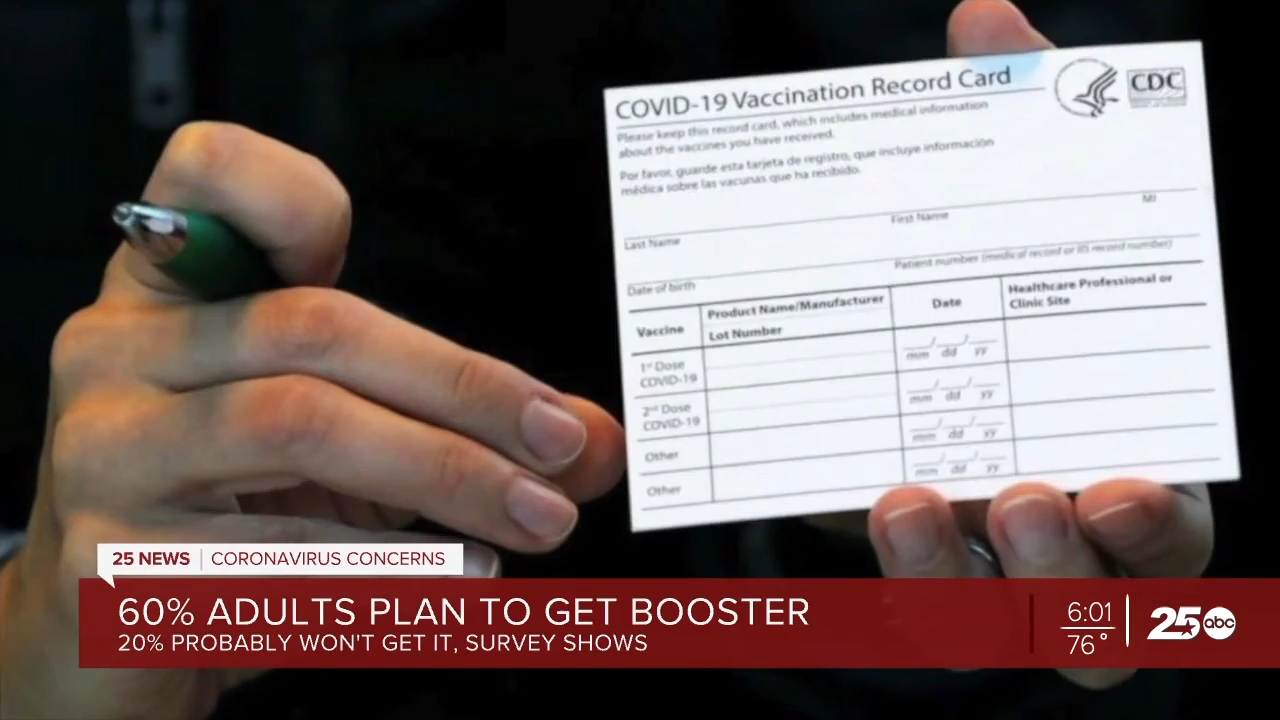 COVID-19 Vaccination Record Card
CDC
Please keep this record card, which includes medical information
about the vaccines you have received.
Por favor, guarde esta tarjeta de registro, que incluye información
médica sobre las vacunas que ha recibido.
Last Name First Name MI
Date of birth Patient number (medical record or IIS record number)
Vaccine Product Name/Manufacturer Date Healthcare Professional or
Lot Number Clinic Site
1st Dose
COVID-19
mm dd yy
2nd Dose
COVID-19
mm dd yy
Other
mm dd yy
Other
mm dd yy
25 NEWS | CORONAVIRUS CONCERNS
60% ADULTS PLAN TO GET BOOSTER
20% PROBABLY WON'T GET IT, SURVEY SHOWS
6:01
76°
25 abc